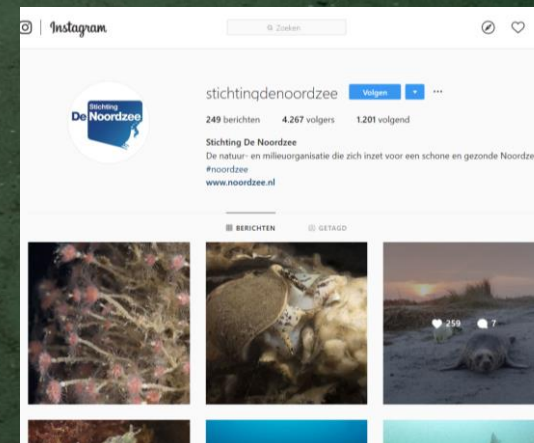 Instagram
Zoeken
stichtingdenoordzee Volgen
249 berichten 4.267 volgers 1.201 volgend
Stichting De Noordzee
De natuur- en milieuorganisatie die zich inzet voor een schone en gezonde Noordze
#noordzee
www.noordzee.nl
Stichting
De Noordzee
BERICHTEN GETAGD
259 7